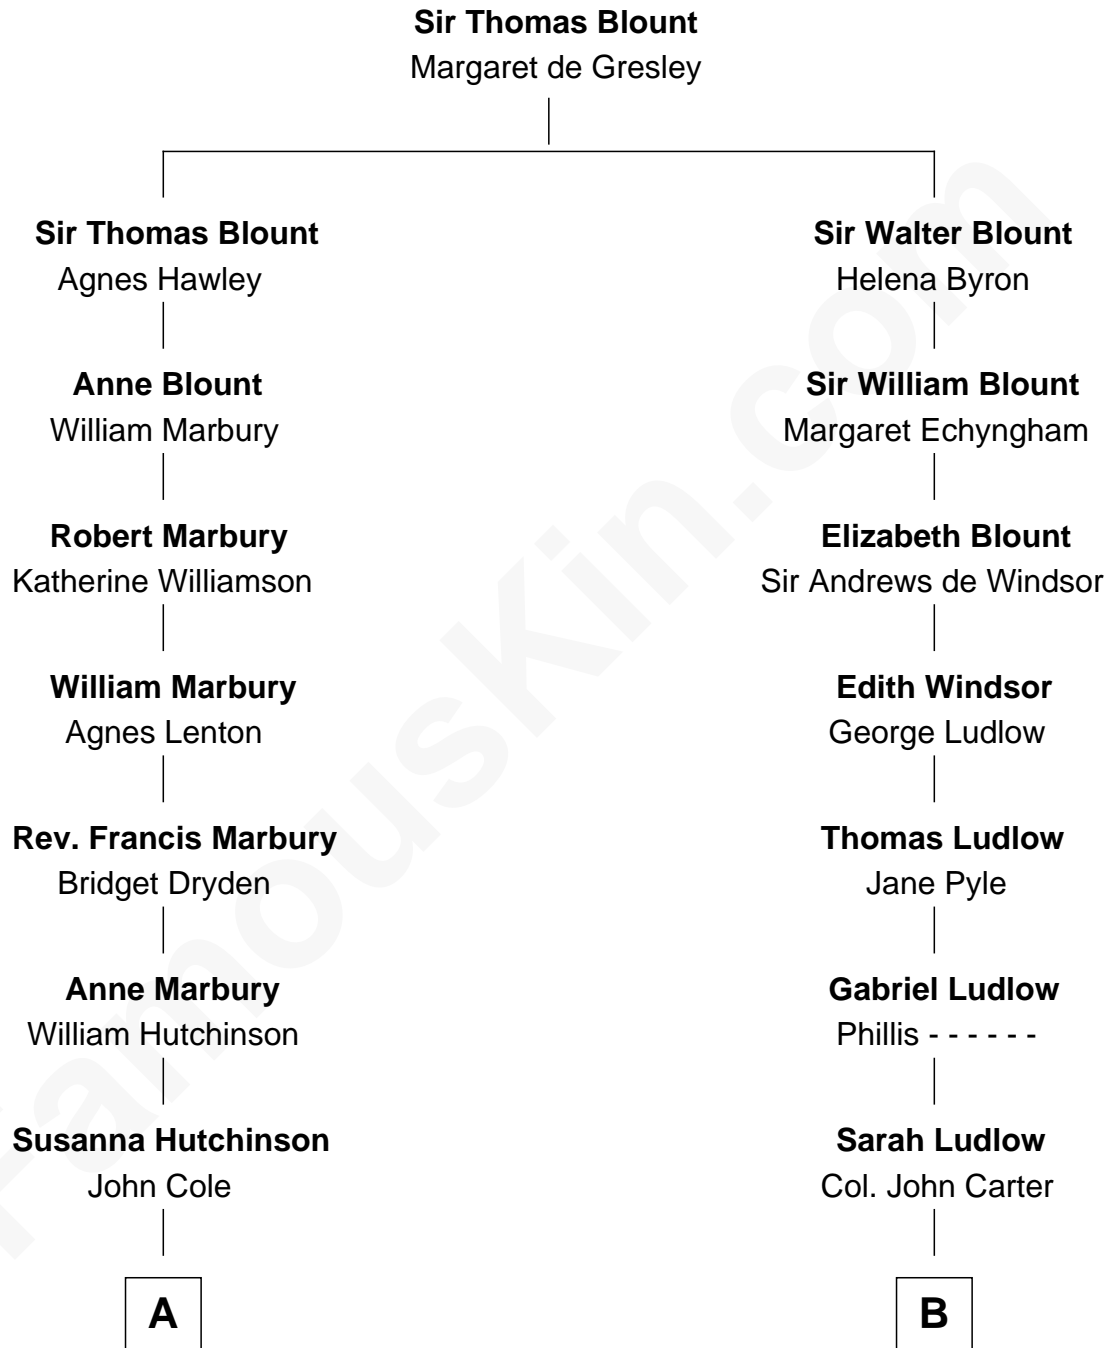 Sir Thomas Blount
Margaret de Gresley
Sir Thomas Blount
Agnes Hawley
Sir Walter Blount
Helena Byron
Anne Blount
William Marbury
Sir William Blount
Margaret Echyngham
Robert Marbury
Katherine Williamson
Elizabeth Blount
Sir Andrews de Windsor
William Marbury
Agnes Lenton
Edith Windsor
George Ludlow
Rev. Francis Marbury
Bridget Dryden
Thomas Ludlow
Jane Pyle
Anne Marbury
William Hutchinson
Gabriel Ludlow
Phillis - - - - - -
Susanna Hutchinson
John Cole
Sarah Ludlow
Col. John Carter
A
B
FamousKin.com